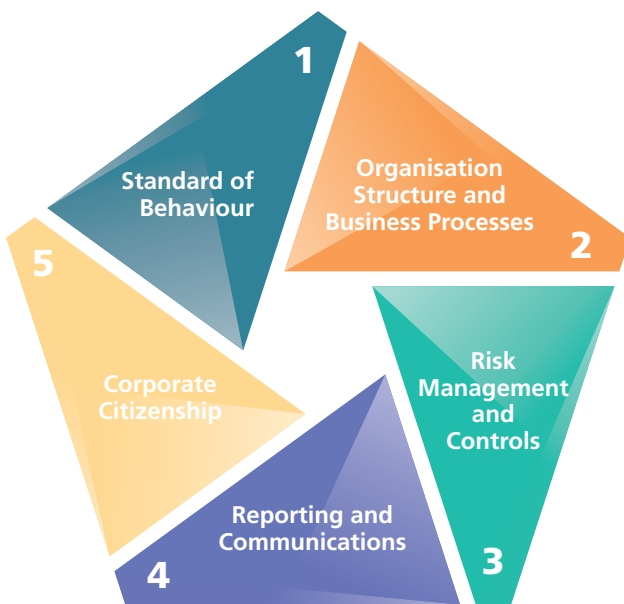 1
Standard of
Behaviour
Organisation
Structure and
Business Processes
2
Risk
Management
and
Controls
3
Reporting and
Communications
4
5
Corporate
Citizenship